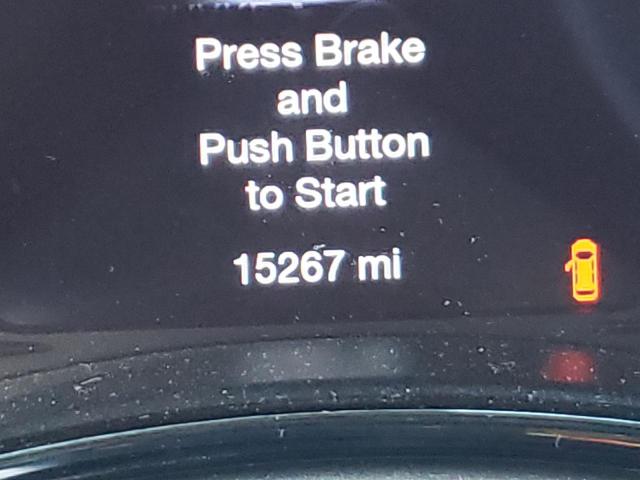 Press Brake
and
Push Button
to Start
15267 mi